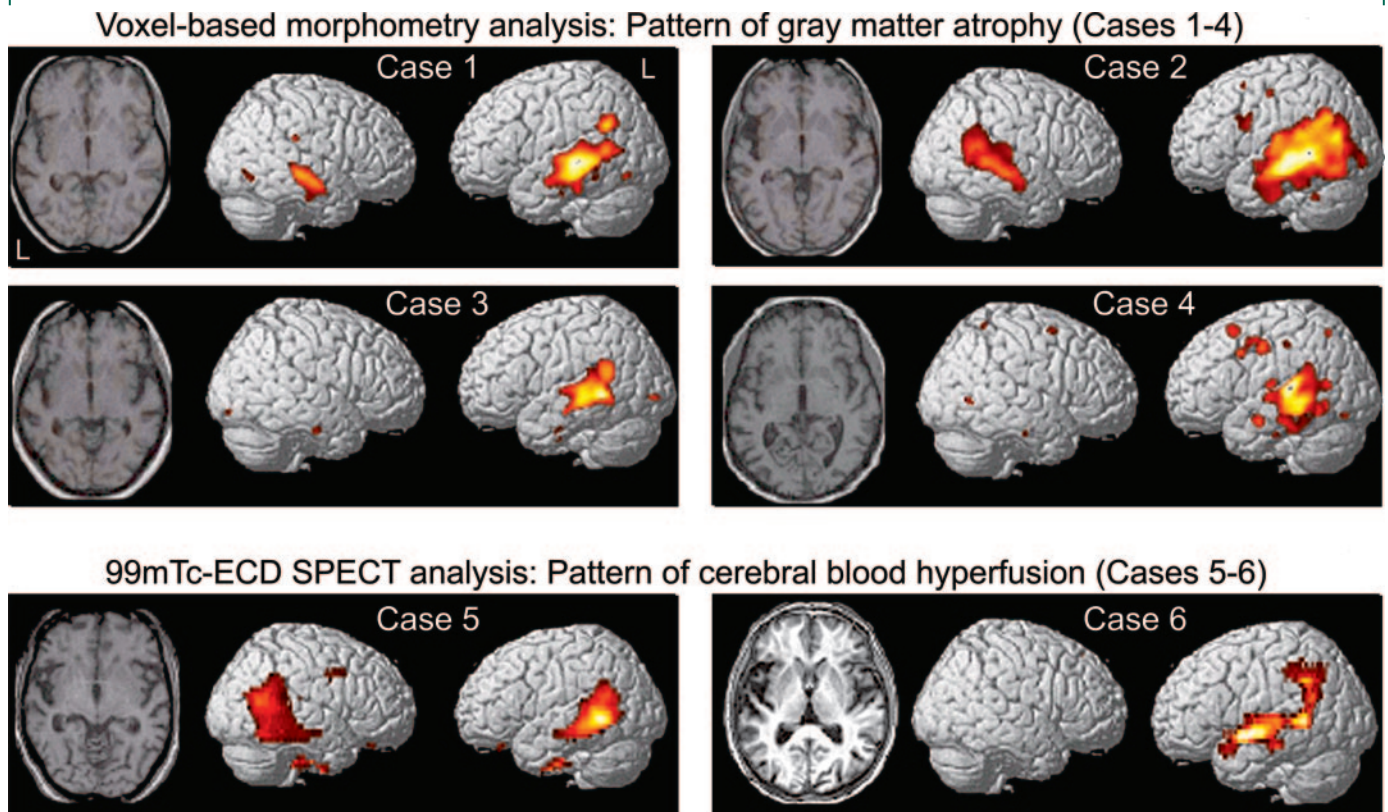 Voxel-based morphometry analysis: Pattern of gray matter atrophy (Cases 1-4)
Case 1
L
L
Case 2
Case 3
Case 4
99mTc-ECD SPECT analysis: Pattern of cerebral blood hyperfusion (Cases 5-6)
Case 5
Case 6